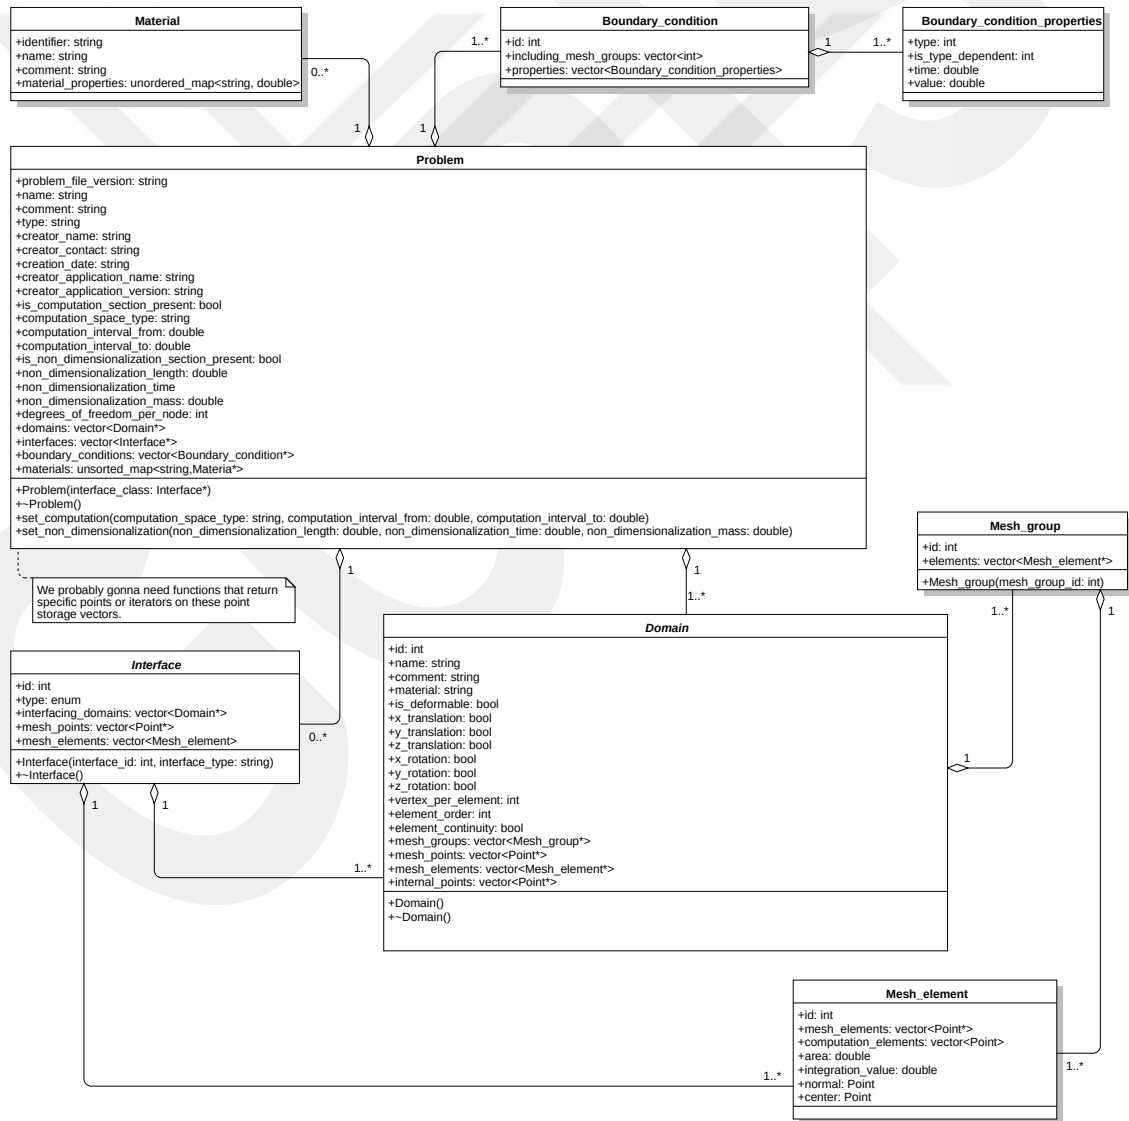 Material
+identifier: string
+name: string
+comment: string
+material_properties: unordered_map<string, double>
0..*
1
Boundary_condition
+id: int
+including_mesh_groups: vector<int>
+properties: vector<Boundary_condition_properties>
1..*
1
1
1..*
Boundary_condition_properties
+type: int
+is_type_dependent: int
+time: double
+value: double
Problem
+problem_file_version: string
+name: string
+comment: string
+type: string
+creator_name: string
+creator_contact: string
+creation_date: string
+creator_application_name: string
+creator_application_version: string
+is_computation_section_present: bool
+computation_space_type: string
+computation_interval_from: double
+computation_interval_to: double
+is_non_dimensionalization_section_present: bool
+non_dimensionalization_length: double
+non_dimensionalization_time
+non_dimensionalization_mass: double
+degrees_of_freedom_per_node: int
+domains: vector<Domain*>
+interfaces: vector<Interface*>
+boundary_conditions: vector<Boundary_condition*>
+materials: unsorted_map<string,Materia*>
+Problem(interface_class: Interface*)
+~Problem()
+set_computation(computation_space_type: string, computation_interval_from: double, computation_interval_to: double)
+set_non_dimensionalization(non_dimensionalization_length: double, non_dimensionalization_time: double, non_dimensionalization_mass: double)
We probably gonna need functions that return
specific points or iterators on these point
storage vectors.
1
0..*
1
1..*
Mesh_group
+id: int
+elements: vector<Mesh_element*>
+Mesh_group(mesh_group_id: int)
1..*
1
Interface
+id: int
+type: enum
+interfacing_domains: vector<Domain*>
+mesh_points: vector<Point*>
+mesh_elements: vector<Mesh_element>
+Interface(interface_id: int, interface_type: string)
+~Interface()
1
1
1..*
Domain
+id: int
+name: string
+comment: string
+material: string
+is_deformable: bool
+x_translation: bool
+y_translation: bool
+z_translation: bool
+x_rotation: bool
+y_rotation: bool
+z_rotation: bool
+vertex_per_element: int
+element_order: int
+element_continuity: bool
+mesh_groups: vector<Mesh_group*>
+mesh_points: vector<Point*>
+mesh_elements: vector<Mesh_element*>
+internal_points: vector<Point*>
+Domain()
+~Domain()
1
Mesh_element
+id: int
+mesh_elements: vector<Point*>
+computation_elements: vector<Point>
+area: double
+integration_value: double
+normal: Point
+center: Point
1..*
1..*